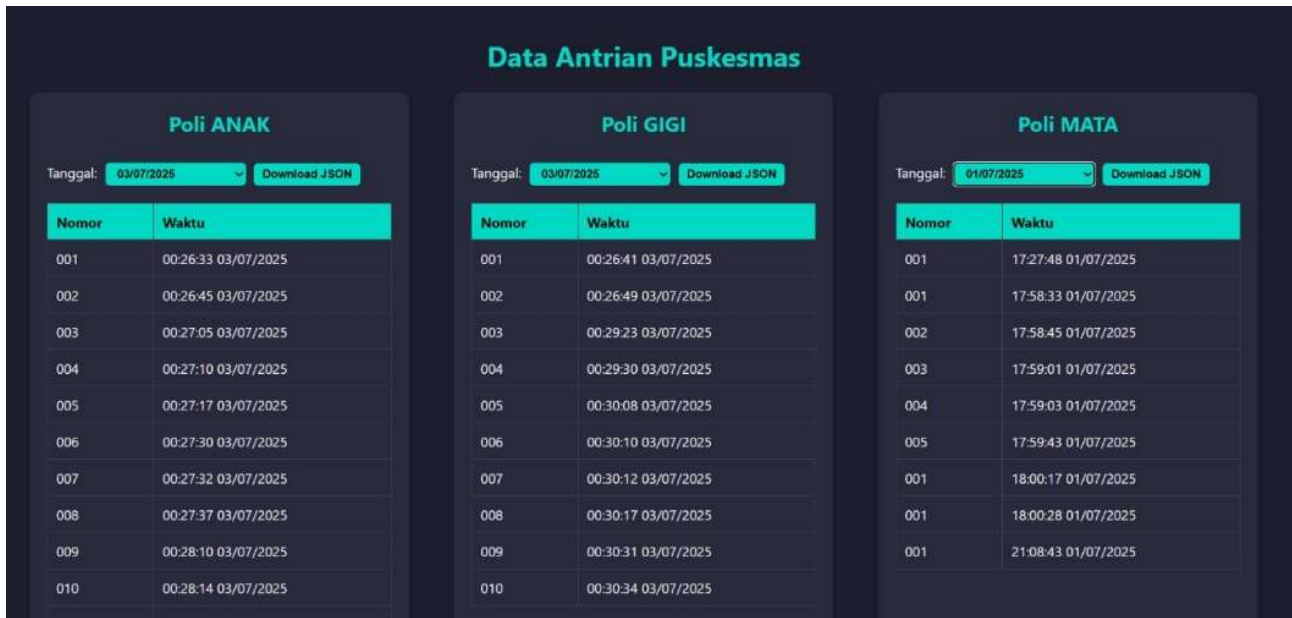 Data Antrian Puskesmas
Poli ANAK
Tanggal: 03/07/2025 Download JSON
Nomor Waktu
001 00:26:33 03/07/2025
002 00:26:45 03/07/2025
003 00:27:05 03/07/2025
004 00:27:10 03/07/2025
005 00:27:17 03/07/2025
006 00:27:30 03/07/2025
007 00:27:32 03/07/2025
008 00:27:37 03/07/2025
009 00:28:10 03/07/2025
010 00:28:14 03/07/2025
Poli GIGI
Tanggal: 03/07/2025 Download JSON
Nomor Waktu
001 00:26:41 03/07/2025
002 00:26:49 03/07/2025
003 00:29:23 03/07/2025
004 00:29:30 03/07/2025
005 00:30:08 03/07/2025
006 00:30:10 03/07/2025
007 00:30:12 03/07/2025
008 00:30:17 03/07/2025
009 00:30:31 03/07/2025
010 00:30:34 03/07/2025
Poli MATA
Tanggal: 01/07/2025 Download JSON
Nomor Waktu
001 17:27:48 01/07/2025
001 17:58:33 01/07/2025
002 17:58:45 01/07/2025
003 17:59:01 01/07/2025
004 17:59:03 01/07/2025
005 17:59:43 01/07/2025
001 18:00:17 01/07/2025
001 18:00:28 01/07/2025
001 21:08:43 01/07/2025